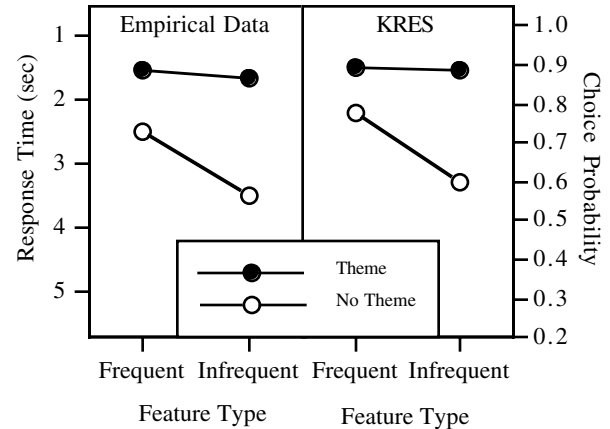 Empirical Data
KRES
Response Time (sec)
1
2
3
4
5
1.0
0.9
0.8
0.7
0.6
0.5
0.4
0.3
0.2
Choice Probability
Theme
No Theme
Frequent Infrequent Frequent Infrequent
Feature Type Feature Type